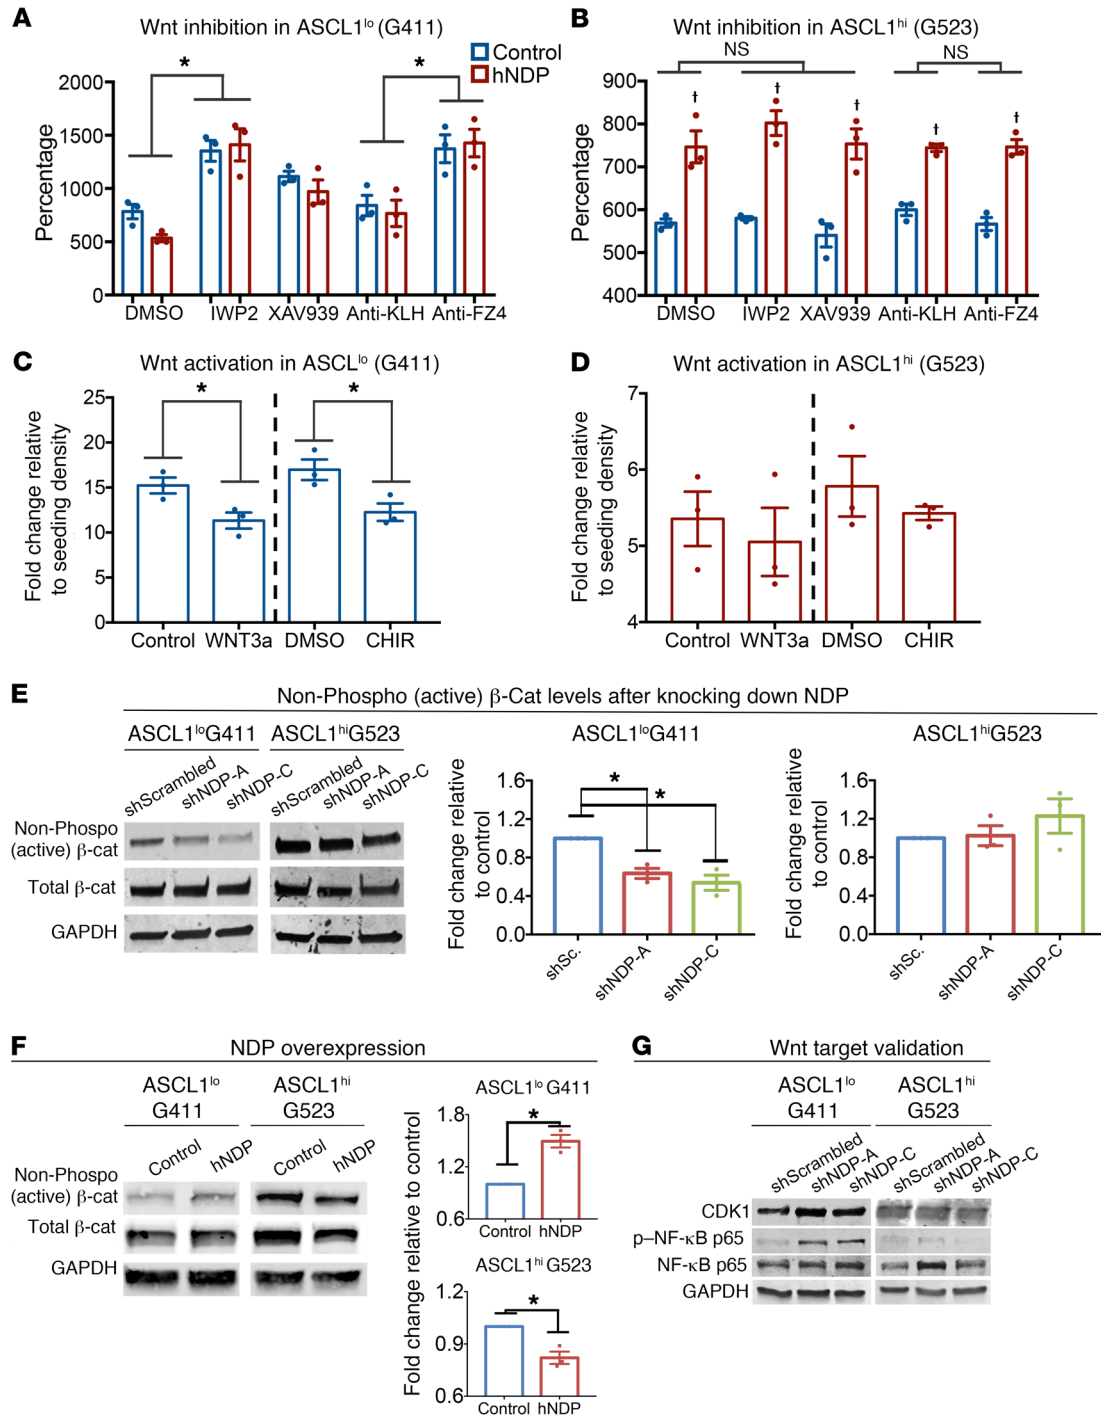 A
Wnt inhibition in ASCL1lo (G411)
Control
hNDP
Percentage
2000
1500
1000
500
0
*
*
DMSO IWP2 XAV939 Anti-KLH Anti-FZ4
B
Wnt inhibition in ASCL1hi (G523)
NS
NS
Percentage
900
800
700
600
500
400
† † † † †
DMSO IWP2 XAV939 Anti-KLH Anti-FZ4
C
Wnt activation in ASCLlo (G411)
Fold change relative
to seeding density
25
20
15
10
5
0
*
*
Control WNT3a DMSO CHIR
D
Wnt activation in ASCL1hi (G523)
Fold change relative
to seeding density
7
6
5
4
Control WNT3a DMSO CHIR
E
Non-Phospho (active) β-Cat levels after knocking down NDP
ASCL1loG411
ASCL1hiG523
shScrambled
shNDP-A
shNDP-C
shScrambled
shNDP-A
shNDP-C
Non-Phospo
(active) β-cat
Total β-cat
GAPDH
ASCL1loG411
Fold change relative
to control
1.6
1.2
0.8
0.4
0.0
*
*
shSc.
shNDP-A
shNDP-C
ASCL1hiG523
Fold change relative
to control
1.6
1.2
0.8
0.4
0.0
shSc.
shNDP-A
shNDP-C
F
NDP overexpression
ASCL1lo
G411
ASCL1hi
G523
Control
hNDP
Control
hNDP
Non-Phospo
(active) β-cat
Total β-cat
GAPDH
Fold change relative to control
ASCL1lo G411
1.8
1.2
0.6
*
Control hNDP
ASCL1hi G523
1.2
0.9
0.6
*
Control hNDP
G
Wnt target validation
ASCL1lo
G411
ASCL1hi
G523
shScrambled
shNDP-A
shNDP-C
shScrambled
shNDP-A
shNDP-C
CDK1
p–NF-κB p65
NF-κB p65
GAPDH